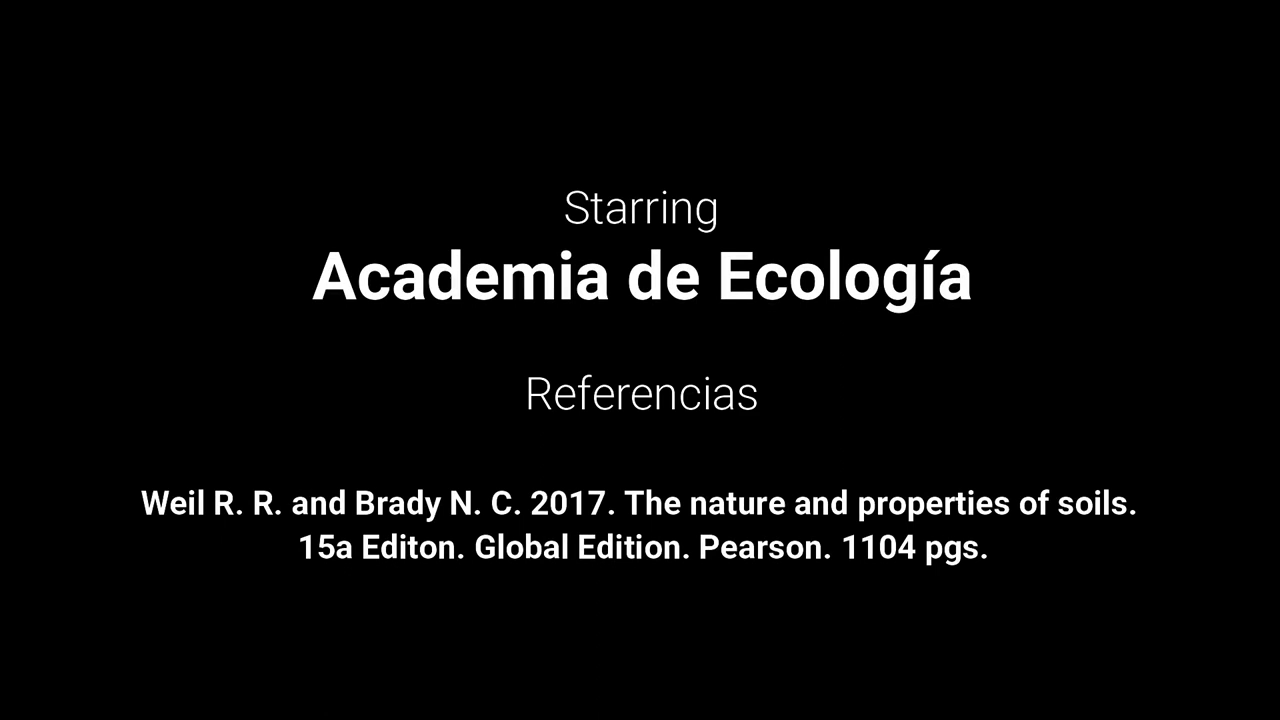 Starring
Academia de Ecología
Referencias
Weil R. R. and Brady N. C. 2017. The nature and properties of soils.
15a Editon. Global Edition. Pearson. 1104 pgs.